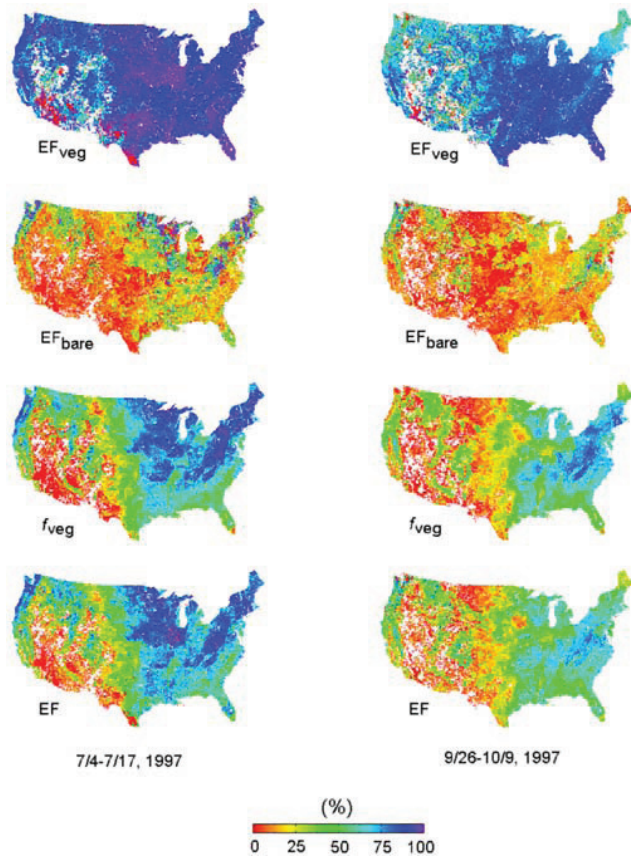 EFveg EFveg
EFbare EFbare
fveg fveg
EF EF
7/4-7/17, 1997 9/26-10/9, 1997
(%)
0 25 50 75 100